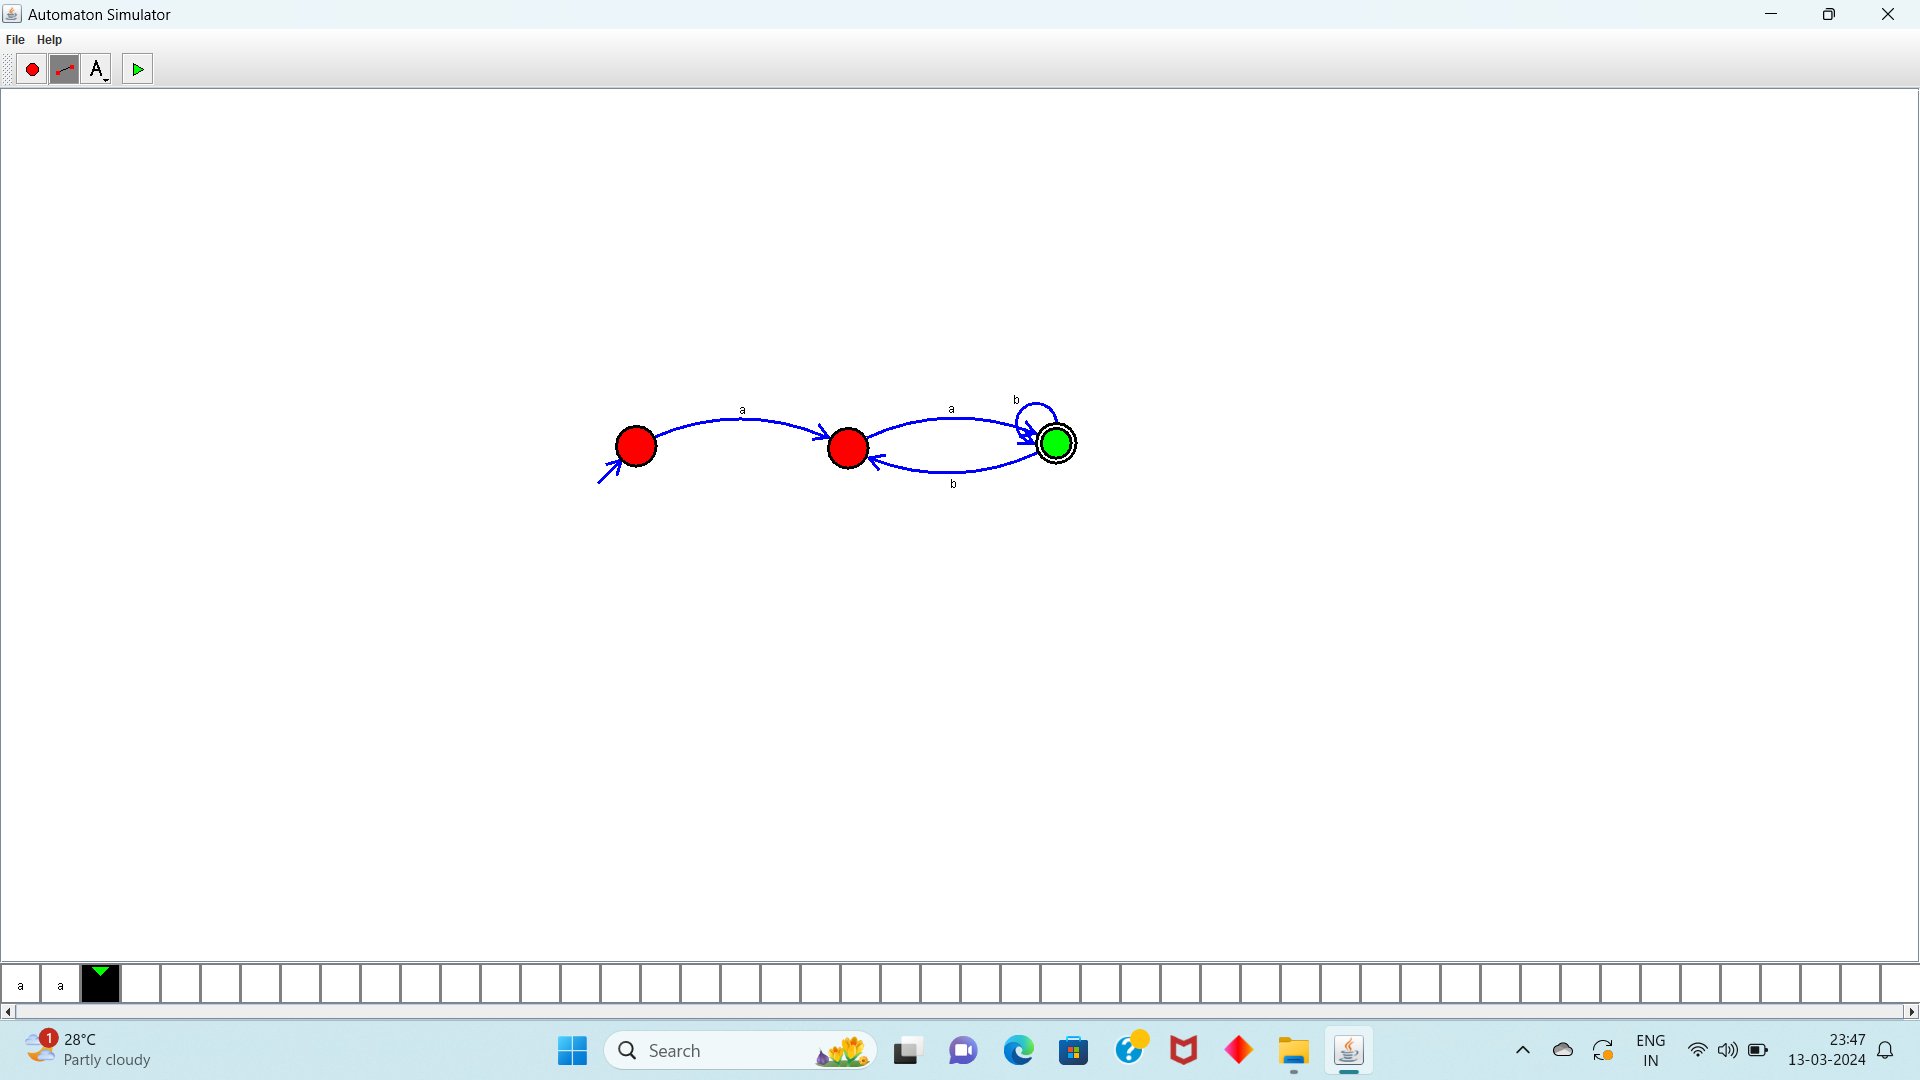 Automaton Simulator
File Help
A
a
a
b
b
a a
1
28°C
Partly cloudy
Search
ENG
IN
23:47
13-03-2024